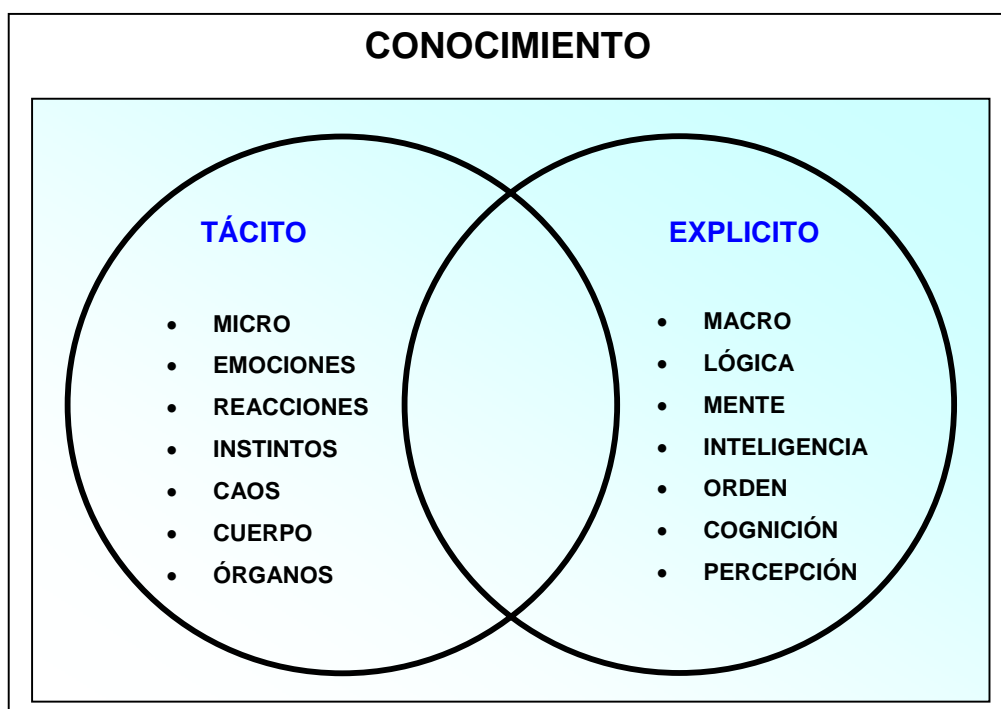 CONOCIMIENTO
TÁCITO
• MICRO
• EMOCIONES
• REACCIONES
• INSTINTOS
• CAOS
• CUERPO
• ÓRGANOS
EXPLICITO
• MACRO
• LÓGICA
• MENTE
• INTELIGENCIA
• ORDEN
• COGNICIÓN
• PERCEPCIÓN